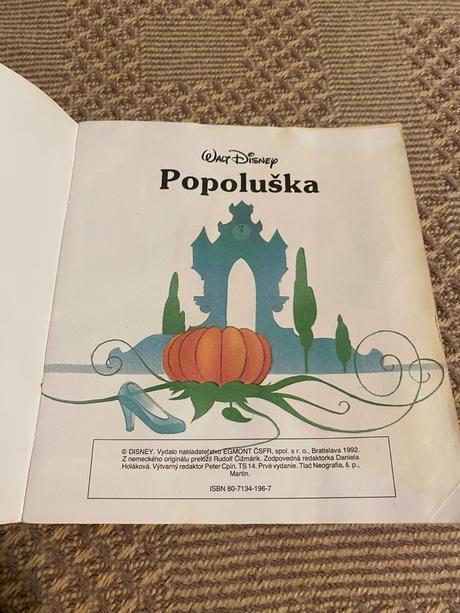 WALT DISNEY
Popoluška
© DISNEY. Vydalo nakladateľstvo EGMONT ČSFR, spol. s r. o., Bratislava 1992.
Z nemeckého originálu preložil Rudolf Čižmárik. Zodpovedná redaktorka Daniela
Holáková. Výtvarný redaktor Peter Cpin. TS 14. Prvé vydanie. Tlač Neografia, š. p.,
Martin.
ISBN 80-7134-196-7